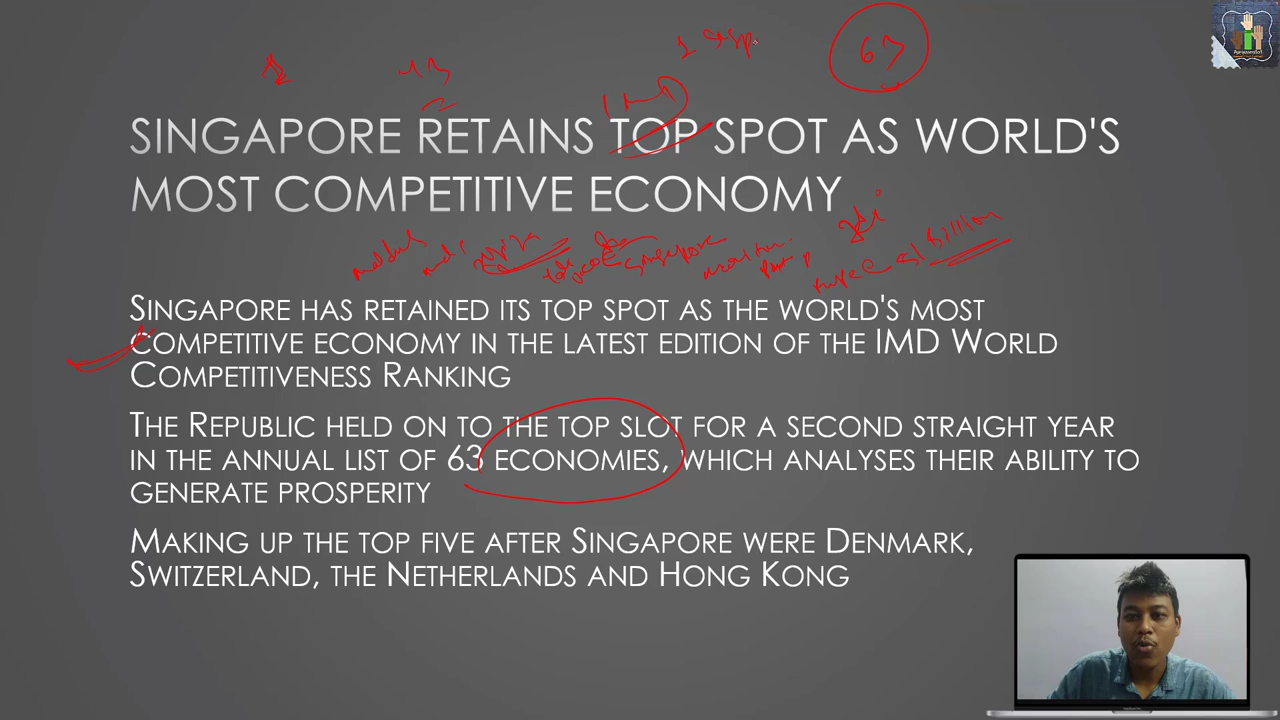 63
SINGAPORE RETAINS TOP SPOT AS WORLD'S
MOST COMPETITIVE ECONOMY
Singapore
$1 Billion
Singapore has retained its top spot as the world's most
competitive economy in the latest edition of the IMD World
Competitiveness Ranking
The Republic held on to the top slot for a second straight year
in the annual list of 63 economies, which analyses their ability to
generate prosperity
Making up the top five after Singapore were Denmark,
Switzerland, the Netherlands and Hong Kong